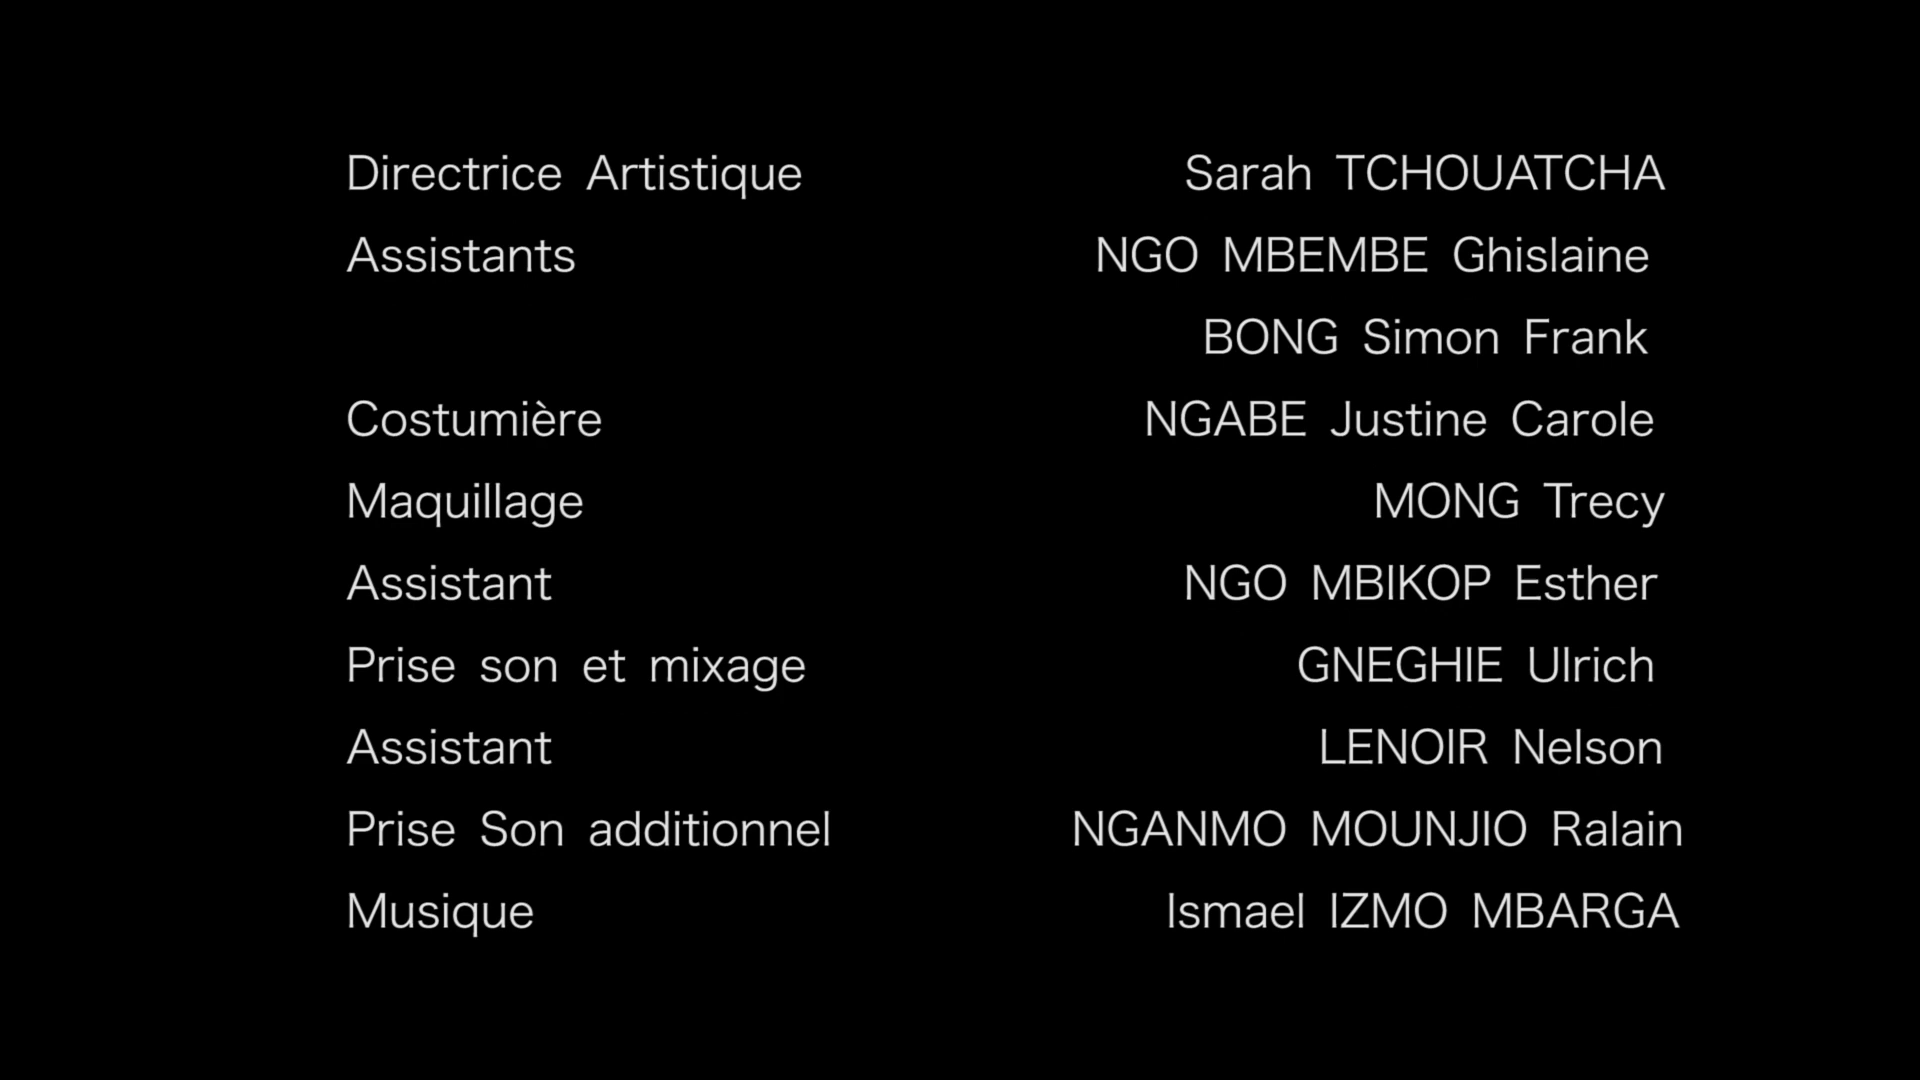 Directrice Artistique Sarah TCHOUATCHA
Assistants NGO MBEMBE Ghislaine
BONG Simon Frank
Costumière NGABE Justine Carole
Maquillage MONG Trecy
Assistant NGO MBIKOP Esther
Prise son et mixage GNEGHIE Ulrich
Assistant LENOIR Nelson
Prise Son additionnel NGANMO MOUNJIO Ralain
Musique Ismael IZMO MBARGA